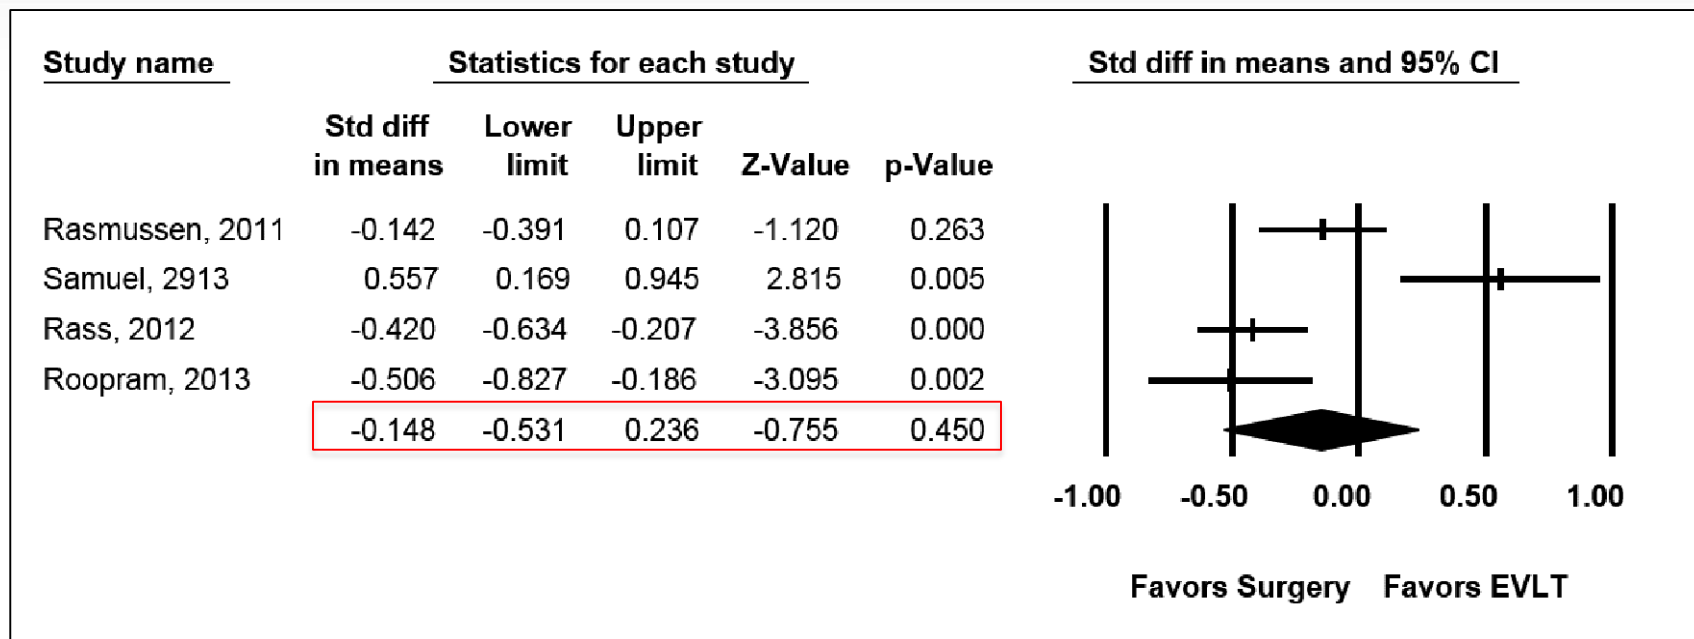 Study name Statistics for each study Std diff in means and 95% CI
Std diff Lower Upper
in means limit limit Z-Value p-Value
Rasmussen, 2011 -0.142 -0.391 0.107 -1.120 0.263
Samuel, 2913 0.557 0.169 0.945 2.815 0.005
Rass, 2012 -0.420 -0.634 -0.207 -3.856 0.000
Roopram, 2013 -0.506 -0.827 -0.186 -3.095 0.002
-0.148 -0.531 0.236 -0.755 0.450
-1.00 -0.50 0.00 0.50 1.00
Favors Surgery Favors EVLT